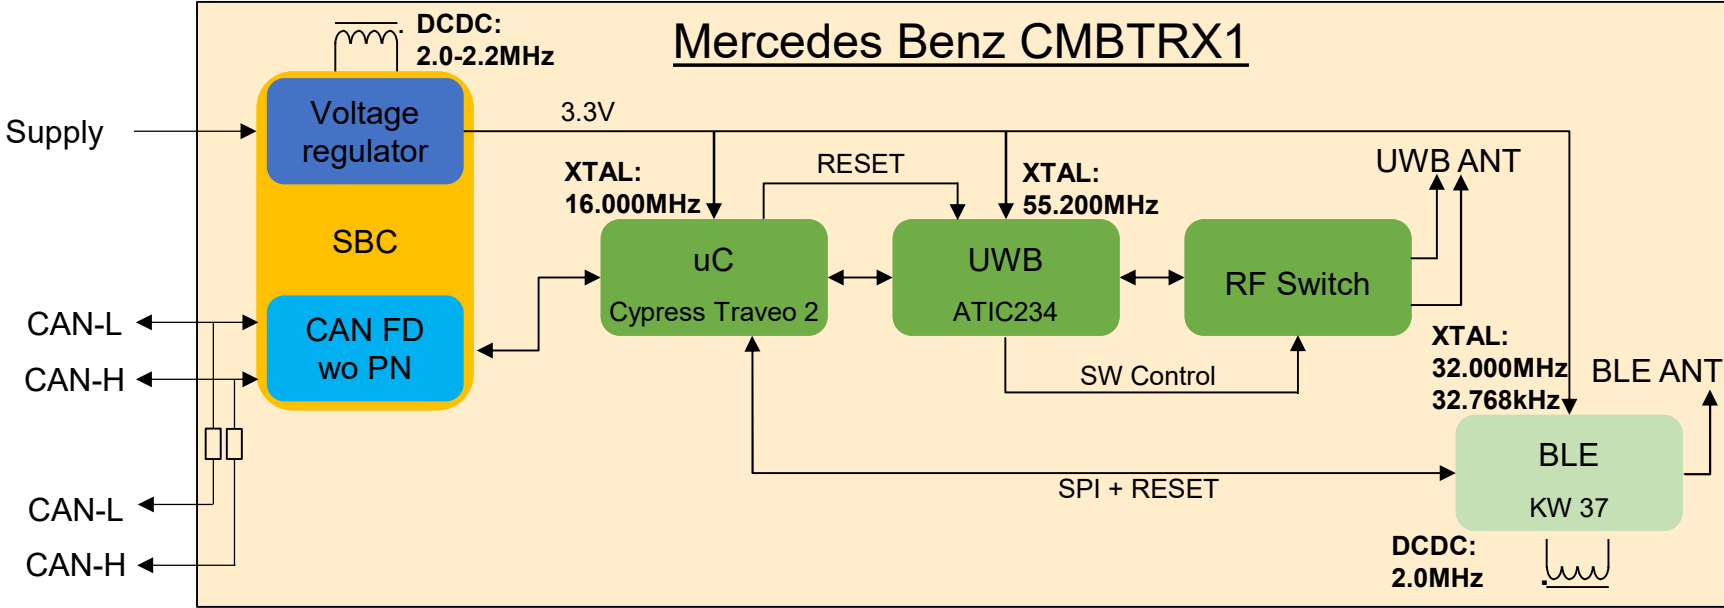 Mercedes Benz CMBTRX1
DCDC:
2.0-2.2MHz
Supply
Voltage
regulator
3.3V
SBC
CAN FD
wo PN
CAN-L
CAN-H
CAN-L
CAN-H
XTAL:
16.000MHz
RESET
XTAL:
55.200MHz
UWB ANT
uC
Cypress Traveo 2
UWB
ATIC234
RF Switch
SW Control
XTAL:
32.000MHz
32.768kHz
BLE ANT
SPI + RESET
BLE
KW 37
DCDC:
2.0MHz